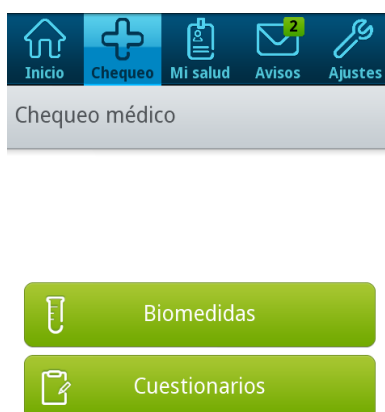 2
Inicio Chequeo Mi salud Avisos Ajustes
Chequeo médico
Biomedidas
Cuestionarios